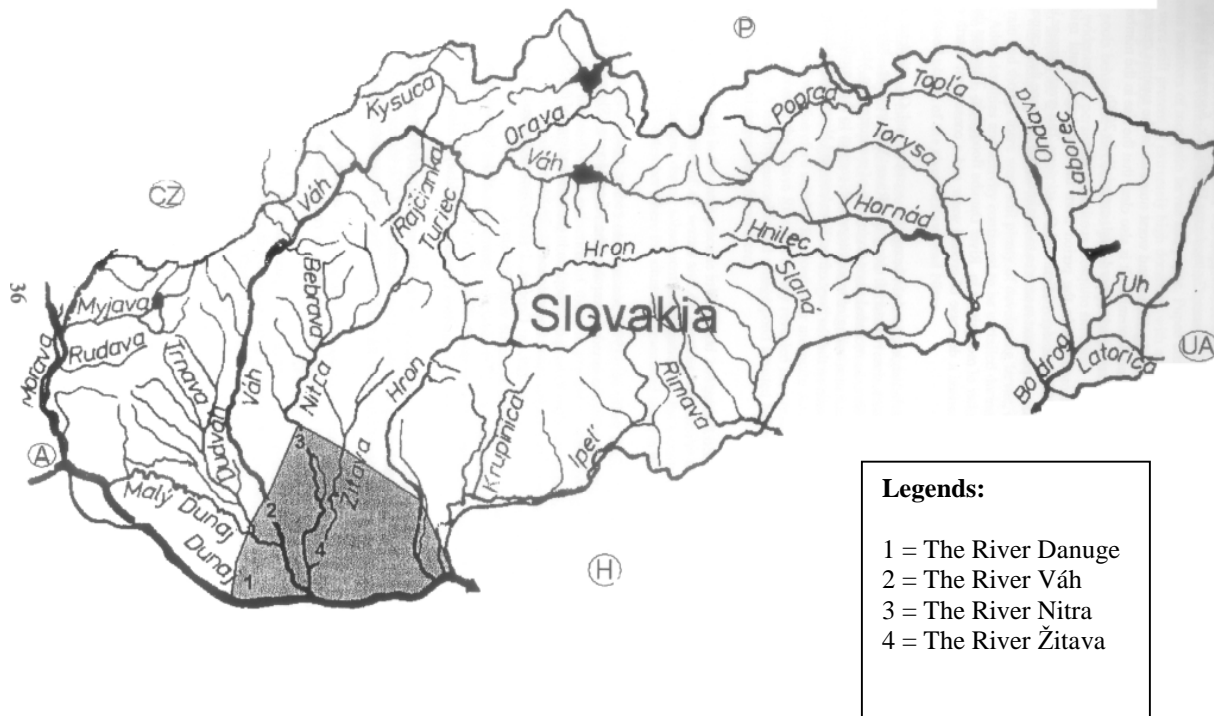 P
Kysuca
Orava
Poprad
Topľa
Ondava
Laborec
CZ
Váh
Rajčianka
Turiec
Váh
Torysa
Hornád
Hnilec
Hron
Bebrava
Slaná
Uh
36
Myjava
Rudava
Morava
Trnava
Dudváh
Váh
Nitra
Hron
Slovakia
Rimava
Bodrog
Latorica
UA
A
Malý Dunaj
Dunaj
Žitava
Krupinica
Ipeľ
H
1
2
3
4
Legends:
1 = The River Danuge
2 = The River Váh
3 = The River Nitra
4 = The River Žitava